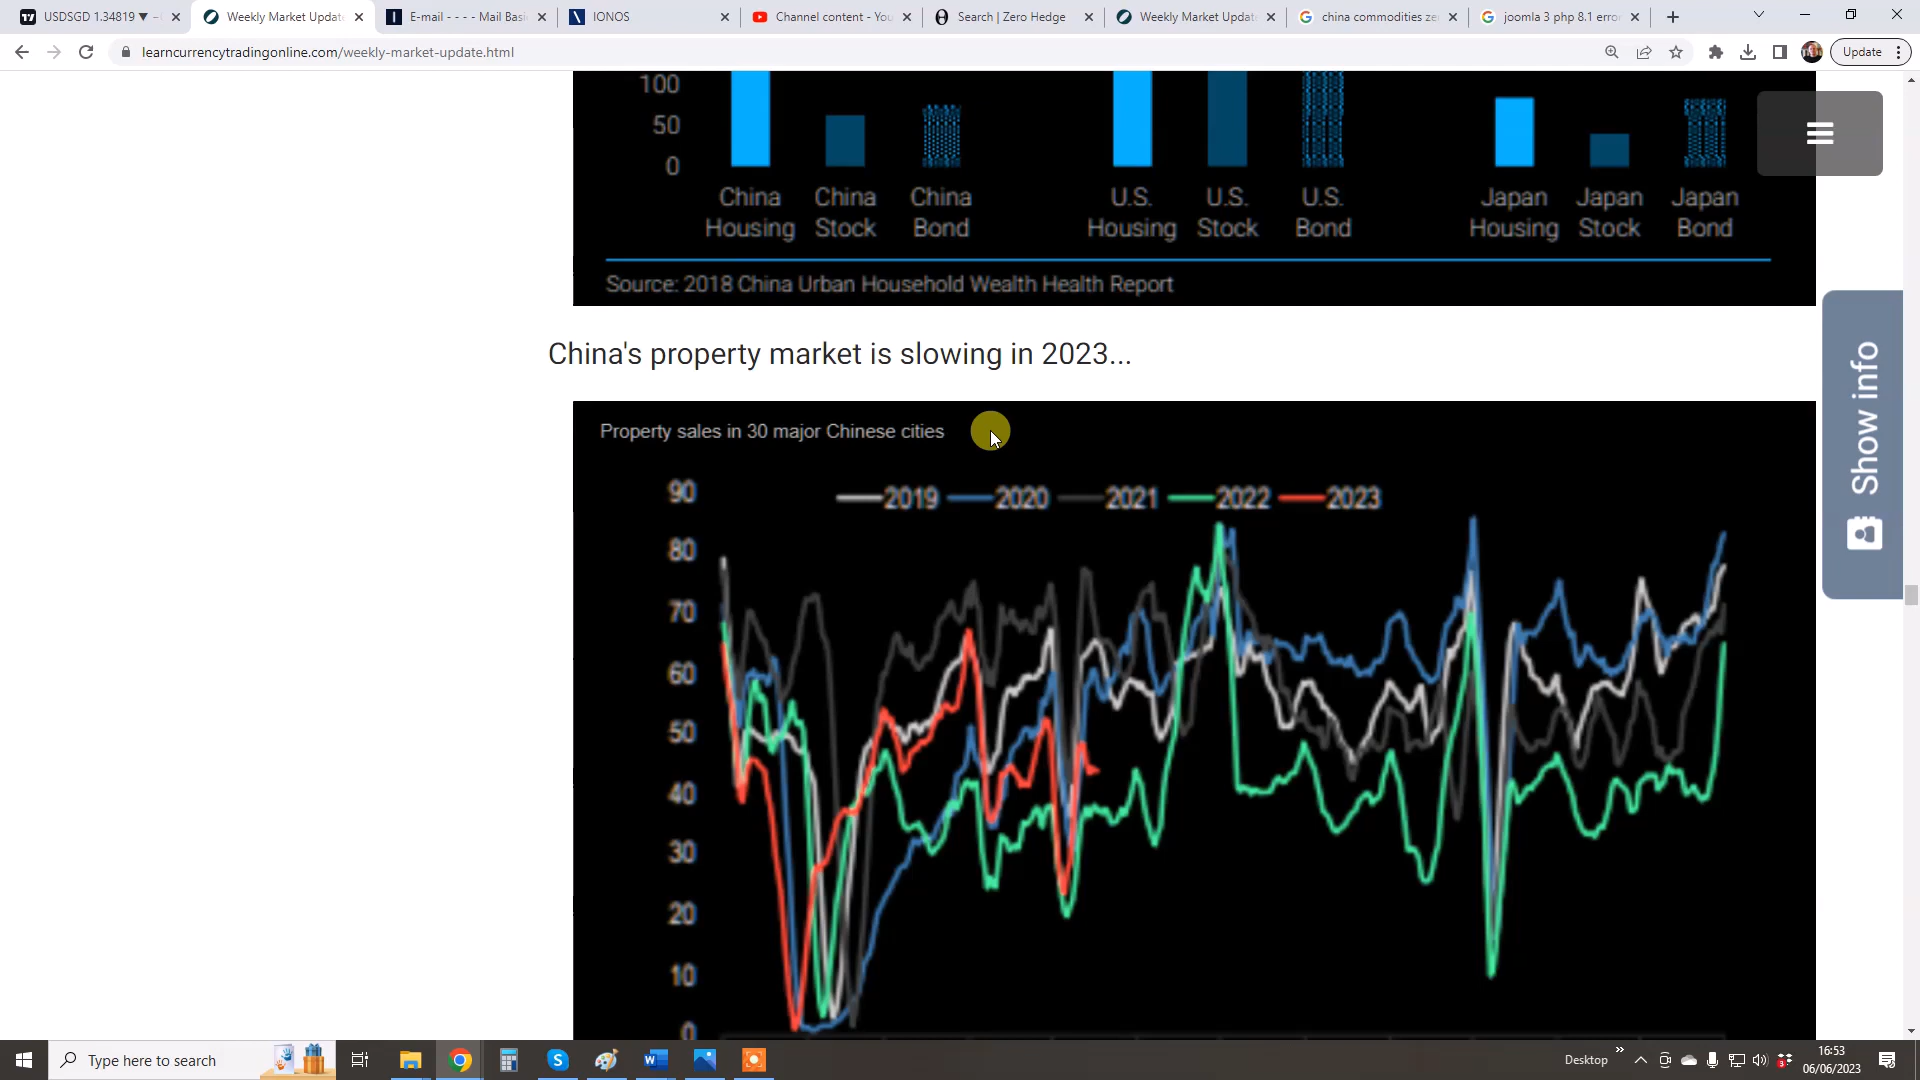 USDSGD 1.34819 ▼ −
Weekly Market Update
E-mail - - - - Mail Basi
IONOS
Channel content - You
Search | Zero Hedge
Weekly Market Updat
china commodities ze
joomla 3 php 8.1 erro
learncurrencytradingonline.com/weekly-market-update.html
Update
100
50
0
China Housing
China Stock
China Bond
U.S. Housing
U.S. Stock
U.S. Bond
Japan Housing
Japan Stock
Japan Bond
Source: 2018 China Urban Household Wealth Health Report
Show info
China's property market is slowing in 2023...
Property sales in 30 major Chinese cities
2019 2020 2021 2022 2023
90
80
70
60
50
40
30
20
10
0
Type here to search
Desktop
16:53
06/06/2023